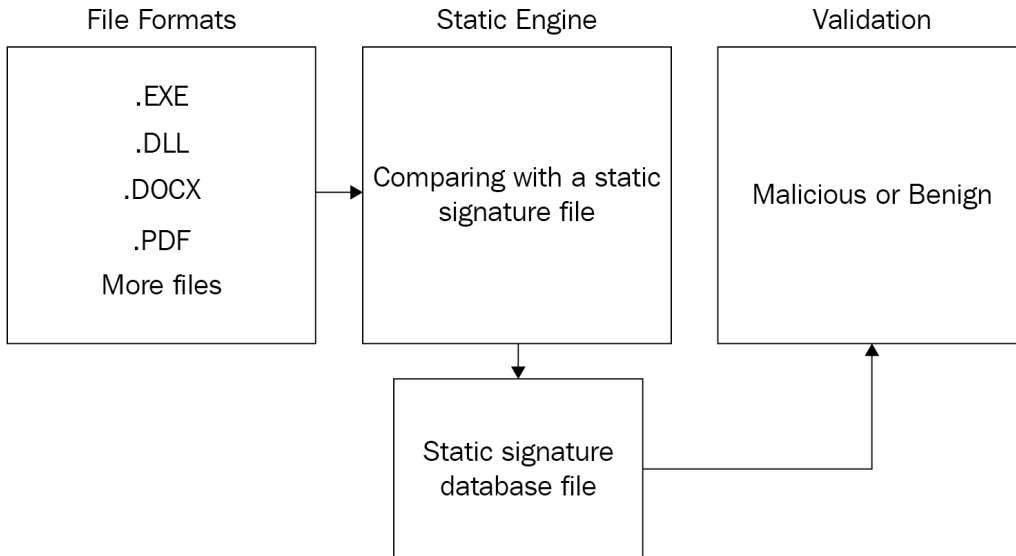 File Formats
Static Engine
Validation
.EXE
.DLL
.DOCX
.PDF
More files
Comparing with a static
signature file
Malicious or Benign
Static signature
database file